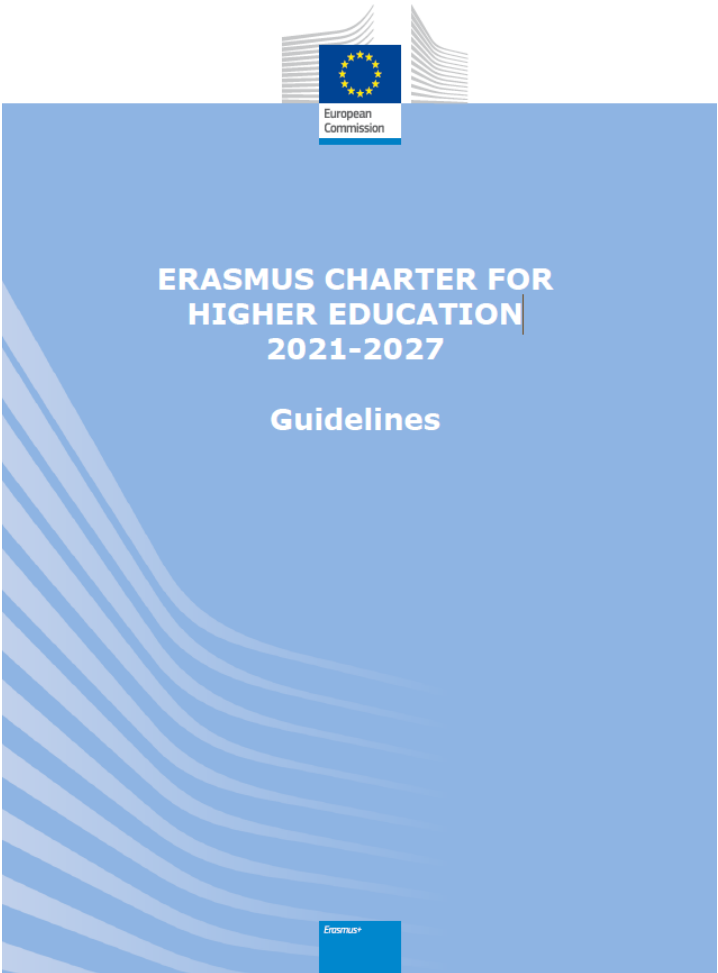 European
Commission
ERASMUS CHARTER FOR
HIGHER EDUCATION
2021-2027
Guidelines
Erasmus+